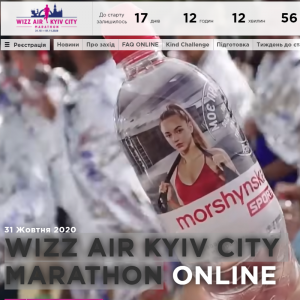 WIZZ AIR KYIV CITY
MARATHON
До старту
залишилось
17 днів
12 годин
12 хвилин
56
Реєстрація
Новини
Про захід
FAQ ONLINE
Kind Challenge
Підготовка
Тиждень до ст
morshynska
SPORT
31 Жовтня 2020
WIZZ AIR KYIV CITY
MARATHON ONLINE